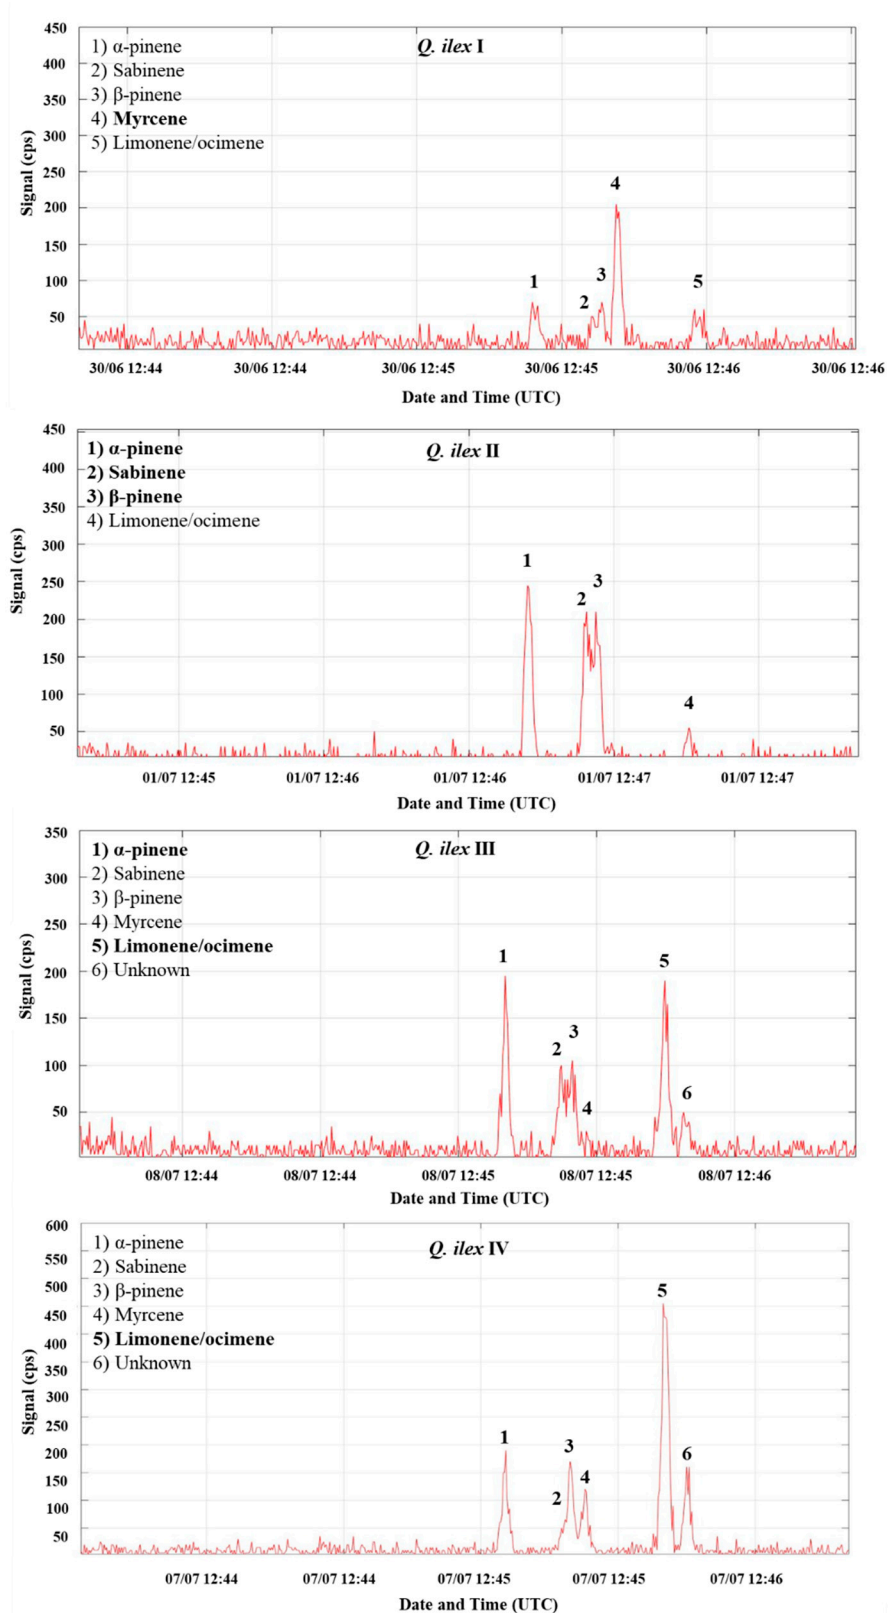 450
400
350
300
250
200
150
100
50
Signal (cps)
Q. ilex I
1) α-pinene
2) Sabinene
3) β-pinene
4) Myrcene
5) Limonene/ocimene
1
2
3
4
5
30/06 12:44
30/06 12:44
30/06 12:45
30/06 12:45
30/06 12:46
30/06 12:46
Date and Time (UTC)
450
400
350
300
250
200
150
100
50
Signal (cps)
Q. ilex II
1) α-pinene
2) Sabinene
3) β-pinene
4) Limonene/ocimene
1
2
3
4
01/07 12:45
01/07 12:46
01/07 12:46
01/07 12:47
01/07 12:47
Date and Time (UTC)
350
300
250
200
150
100
50
Signal (cps)
Q. ilex III
1) α-pinene
2) Sabinene
3) β-pinene
4) Myrcene
5) Limonene/ocimene
6) Unknown
1
2
3
4
5
6
08/07 12:44
08/07 12:44
08/07 12:45
08/07 12:45
08/07 12:46
Date and Time (UTC)
600
550
500
450
400
350
300
250
200
150
100
50
Signal (cps)
Q. ilex IV
1) α-pinene
2) Sabinene
3) β-pinene
4) Myrcene
5) Limonene/ocimene
6) Unknown
1
2
3
4
5
6
07/07 12:44
07/07 12:44
07/07 12:45
07/07 12:45
07/07 12:46
Date and Time (UTC)